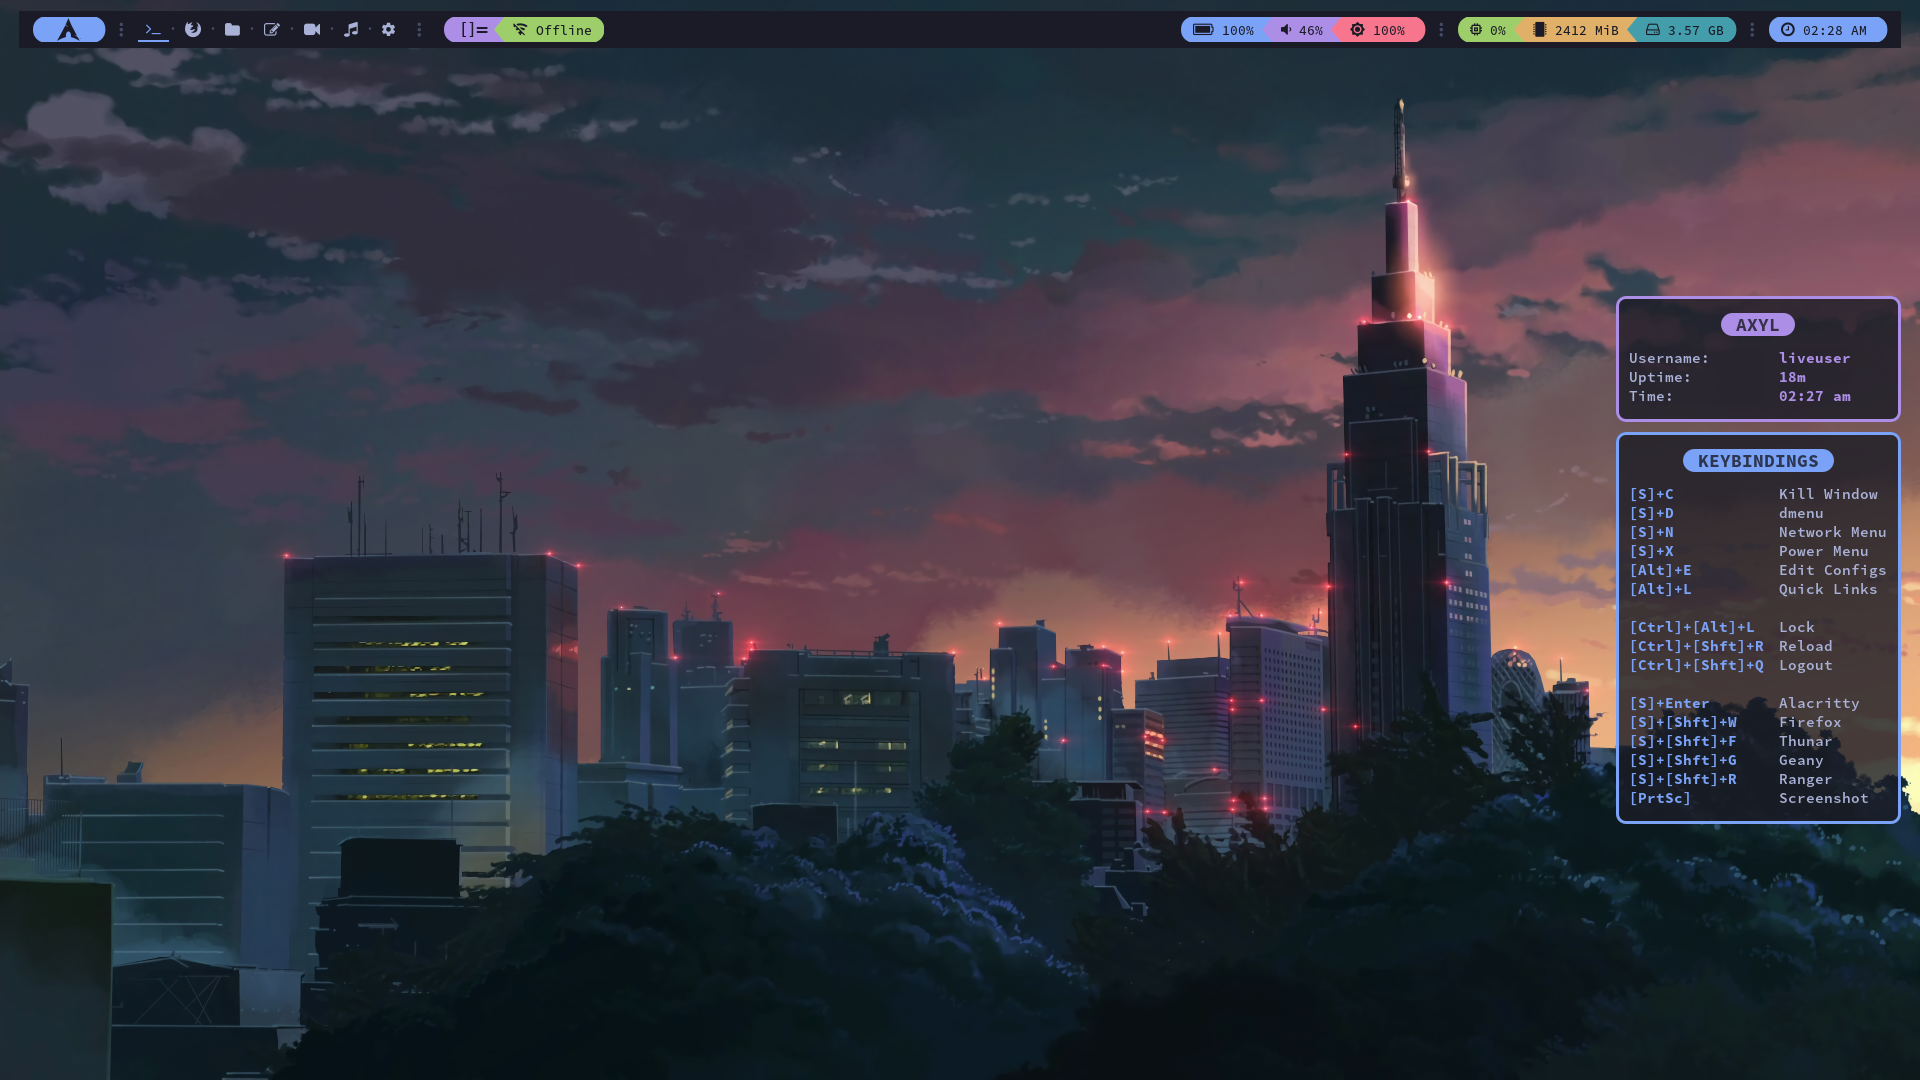 []= Offline 100% 46% 100% 0% 2412 MiB 3.57 GB 02:28 AM
AXYL
Username: liveuser
Uptime: 18m
Time: 02:27 am
KEYBINDINGS
[S]+C Kill Window
[S]+D dmenu
[S]+N Network Menu
[S]+X Power Menu
[Alt]+E Edit Configs
[Alt]+L Quick Links
[Ctrl]+[Alt]+L Lock
[Ctrl]+[Shft]+R Reload
[Ctrl]+[Shft]+Q Logout
[S]+Enter Alacritty
[S]+[Shft]+W Firefox
[S]+[Shft]+F Thunar
[S]+[Shft]+G Geany
[S]+[Shft]+R Ranger
[PrtSc] Screenshot